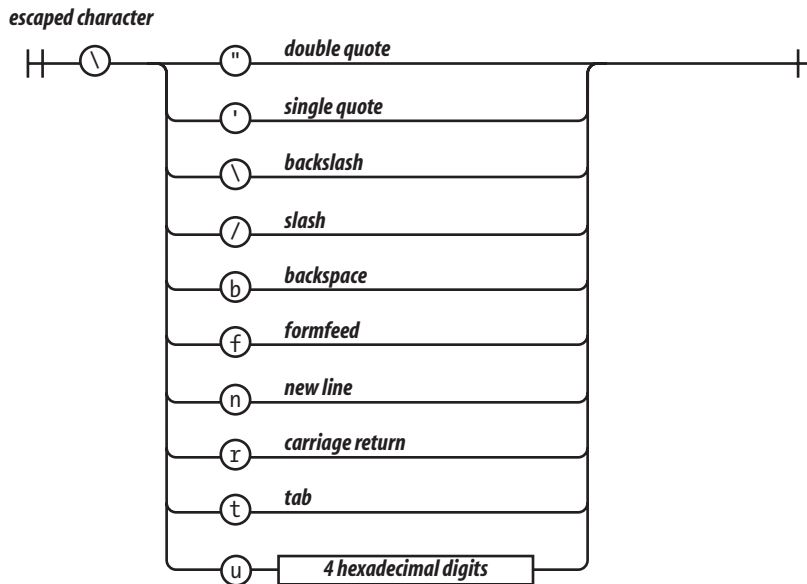 escaped character
\
" double quote
' single quote
\ backslash
/ slash
b backspace
f formfeed
n new line
r carriage return
t tab
u 4 hexadecimal digits